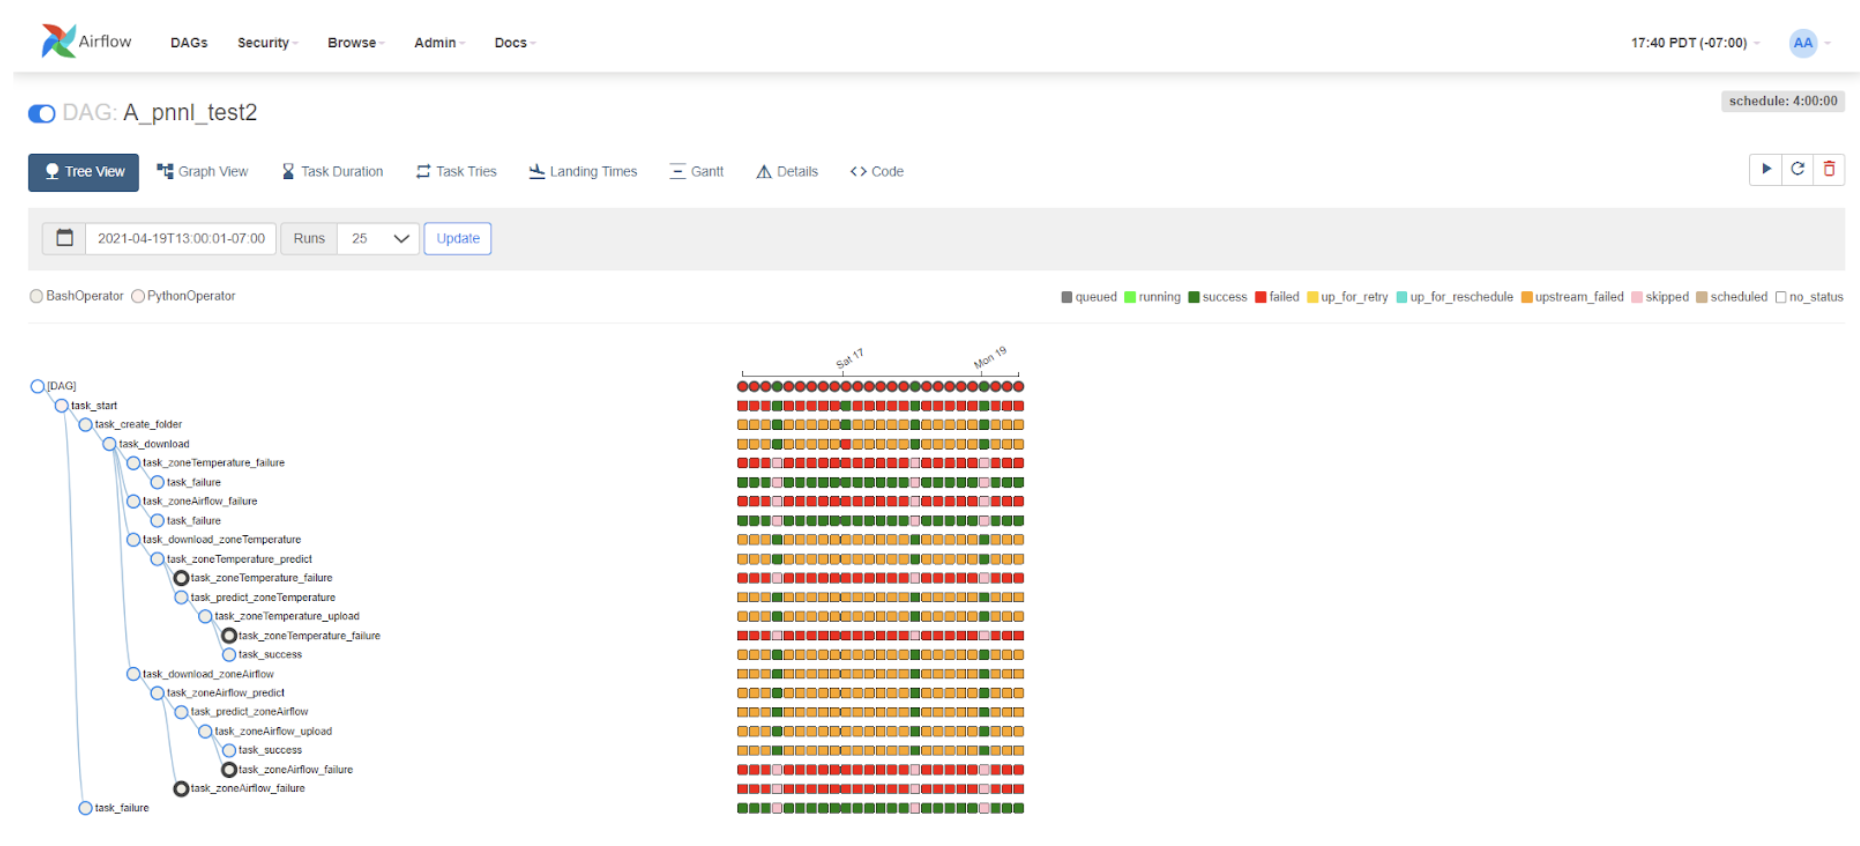 Airflow DAGs Security Browse Admin Docs 17:40 PDT (-07:00) AA
DAG: A_pnnl_test2 schedule: 4:00:00
Tree View Graph View Task Duration Task Tries Landing Times Gantt Details Code
2021-04-19T13:00:01-07:00 Runs 25 Update
BashOperator PythonOperator queued running success failed up_for_retry up_for_reschedule upstream_failed skipped scheduled no_status
Sat 17 Mon 19
[DAG]
task_start
task_create_folder
task_download
task_zoneTemperature_failure
task_failure
task_zoneAirflow_failure
task_failure
task_download_zoneTemperature
task_zoneTemperature_predict
task_zoneTemperature_failure
task_predict_zoneTemperature
task_zoneTemperature_upload
task_zoneTemperature_failure
task_success
task_download_zoneAirflow
task_zoneAirflow_predict
task_predict_zoneAirflow
task_zoneAirflow_upload
task_success
task_zoneAirflow_failure
task_zoneAirflow_failure
task_failure